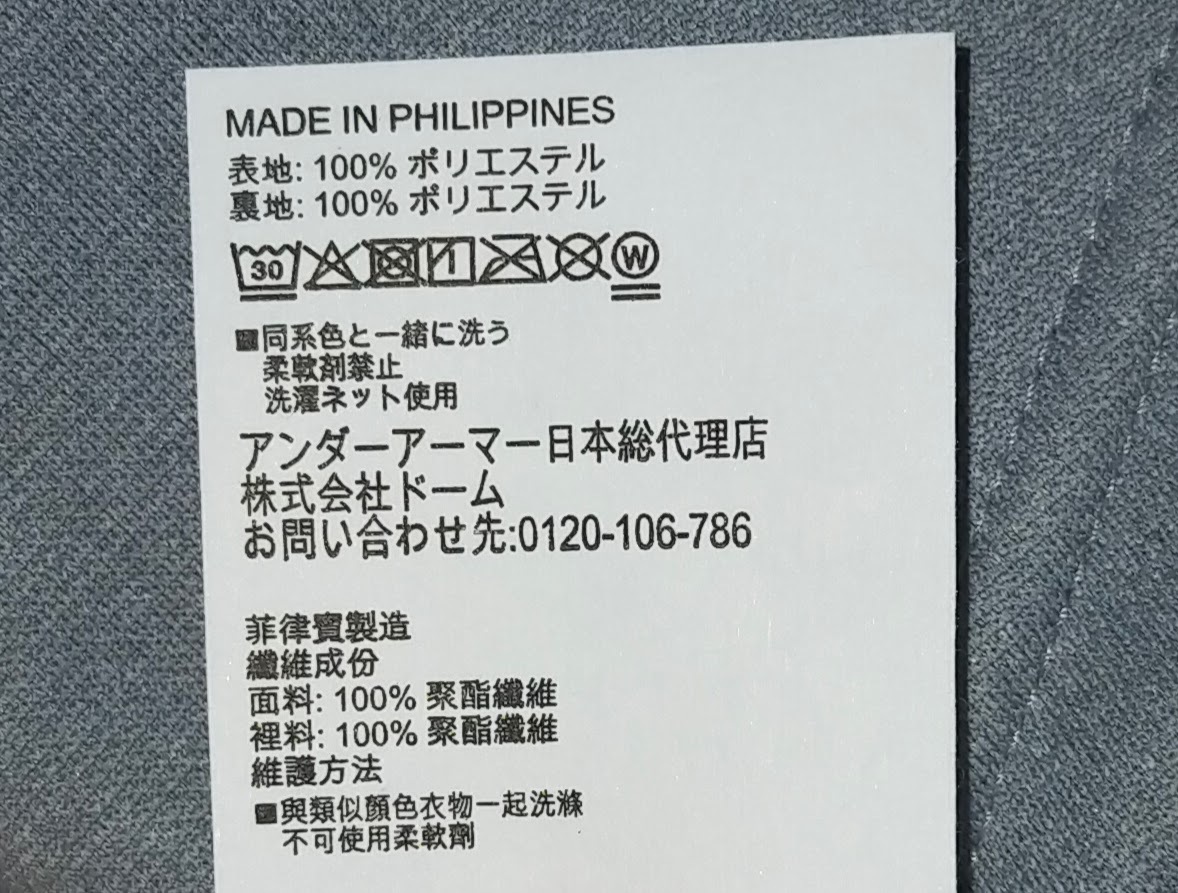 MADE IN PHILIPPINES
表地: 100% ポリエステル
裏地: 100% ポリエステル
30 W
■同系色と一緒に洗う
柔軟剤禁止
洗濯ネット使用
アンダーアーマー日本総代理店
株式会社ドーム
お問い合わせ先:0120-106-786
菲律賓製造
纖維成份
面料: 100% 聚酯纖維
裡料: 100% 聚酯纖維
維護方法
■與類似顏色衣物一起洗滌
不可使用柔軟劑